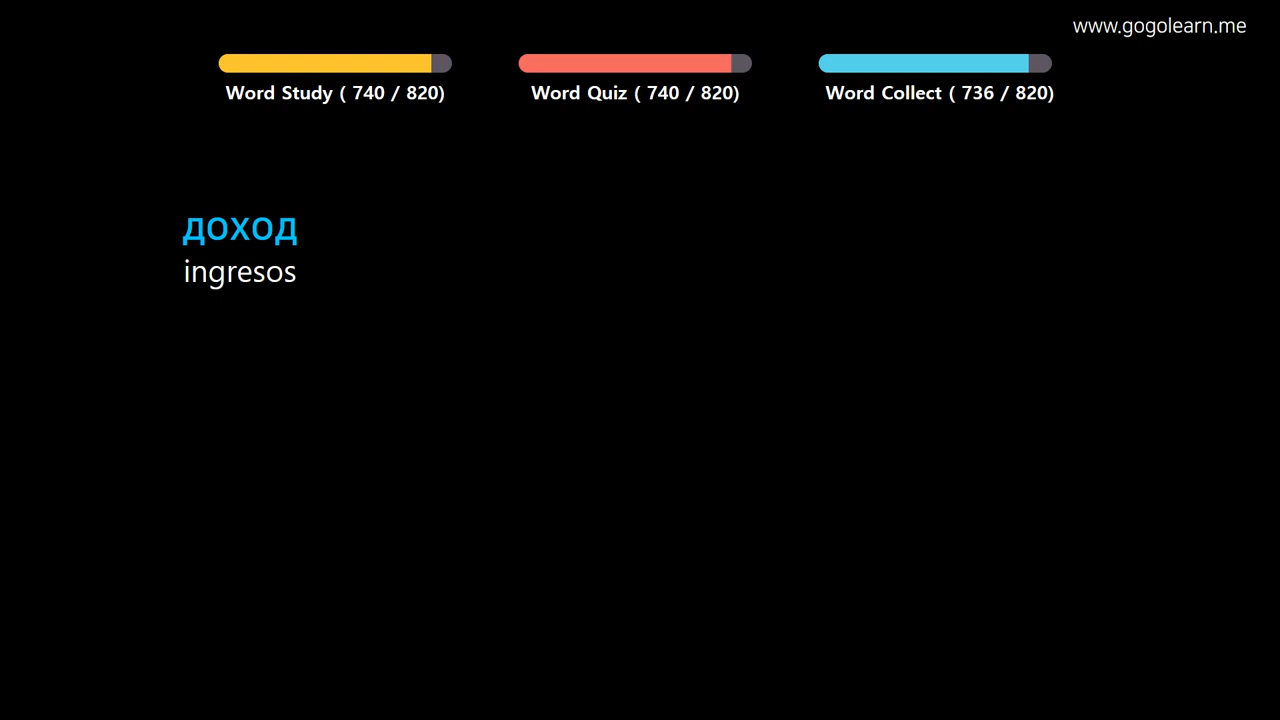 www.gogolearn.me
Word Study ( 740 / 820)
Word Quiz ( 740 / 820)
Word Collect ( 736 / 820)
доход
ingresos